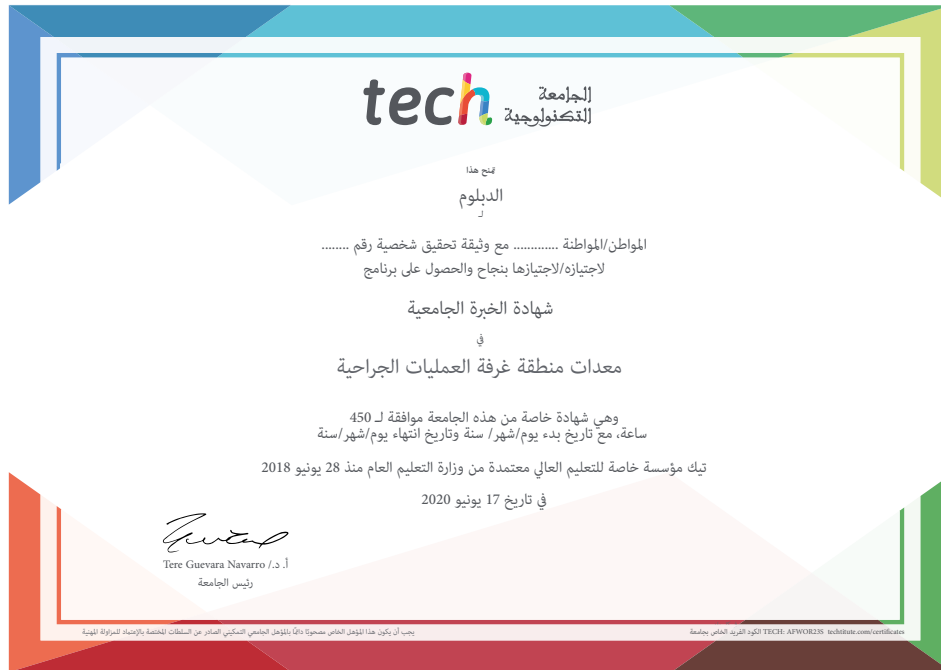 tech الجامعة
التكنولوجية
يمنح هذا
الدبلوم
لـ
المواطن/المواطنة ............. مع وثيقة تحقيق شخصية رقم ........
لاجتيازه/لاجتيازها بنجاح والحصول على برنامج
شهادة الخبرة الجامعية
في
معدات منطقة غرفة العمليات الجراحية
وهي شهادة خاصة من هذه الجامعة موافقة لـ 450
ساعة، مع تاريخ بدء يوم/شهر/ سنة وتاريخ انتهاء يوم/شهر/سنة
تيك مؤسسة خاصة للتعليم العالي معتمدة من وزارة التعليم العام منذ 28 يونيو 2018
في تاريخ 17 يونيو 2020
أ. د./ Tere Guevara Navarro
رئيس الجامعة
يجب أن يكون هذا المؤهل الخاص مصحوبًا دائمًا بالمؤهل الجامعي التمكيني الصادر عن السلطات المختصة بالإعتماد للمزاولة المهنية
الكود الفريد الخاص بجامعة TECH: AFWOR23S techtitute.com/certificates